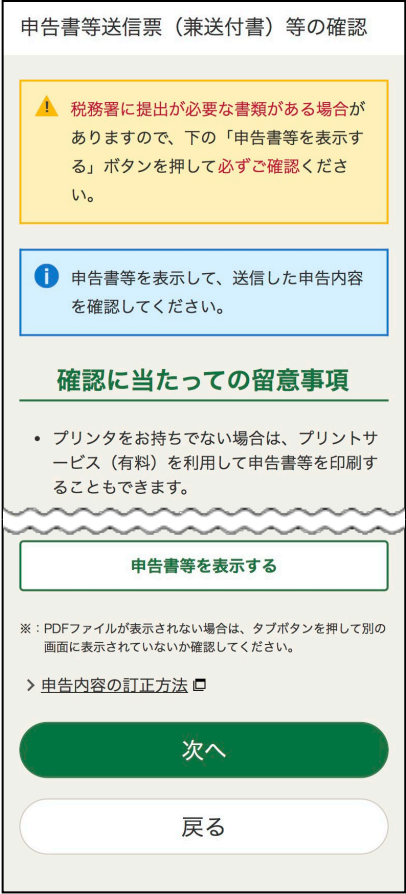 申告書等送信票（兼送付書）等の確認
税務署に提出が必要な書類がある場合が
ありますので、下の「申告書等を表示す
る」ボタンを押して必ずご確認くださ
い。
申告書等を表示して、送信した申告内容
を確認してください。
確認に当たっての留意事項
• プリンタをお持ちでない場合は、プリントサ
ービス（有料）を利用して申告書等を印刷す
ることもできます。
申告書等を表示する
※：PDFファイルが表示されない場合は、タブボタンを押して別の
画面に表示されていないか確認してください。
申告内容の訂正方法
次へ
戻る